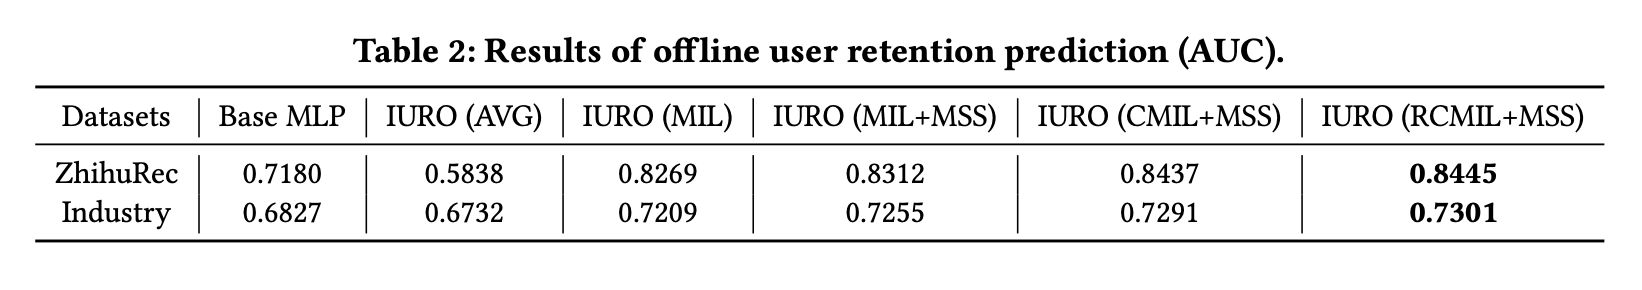 Table 2: Results of offline user retention prediction (AUC).
Datasets Base MLP IURO (AVG) IURO (MIL) IURO (MIL+MSS) IURO (CMIL+MSS) IURO (RCMIL+MSS)
ZhihuRec 0.7180 0.5838 0.8269 0.8312 0.8437 0.8445
Industry 0.6827 0.6732 0.7209 0.7255 0.7291 0.7301